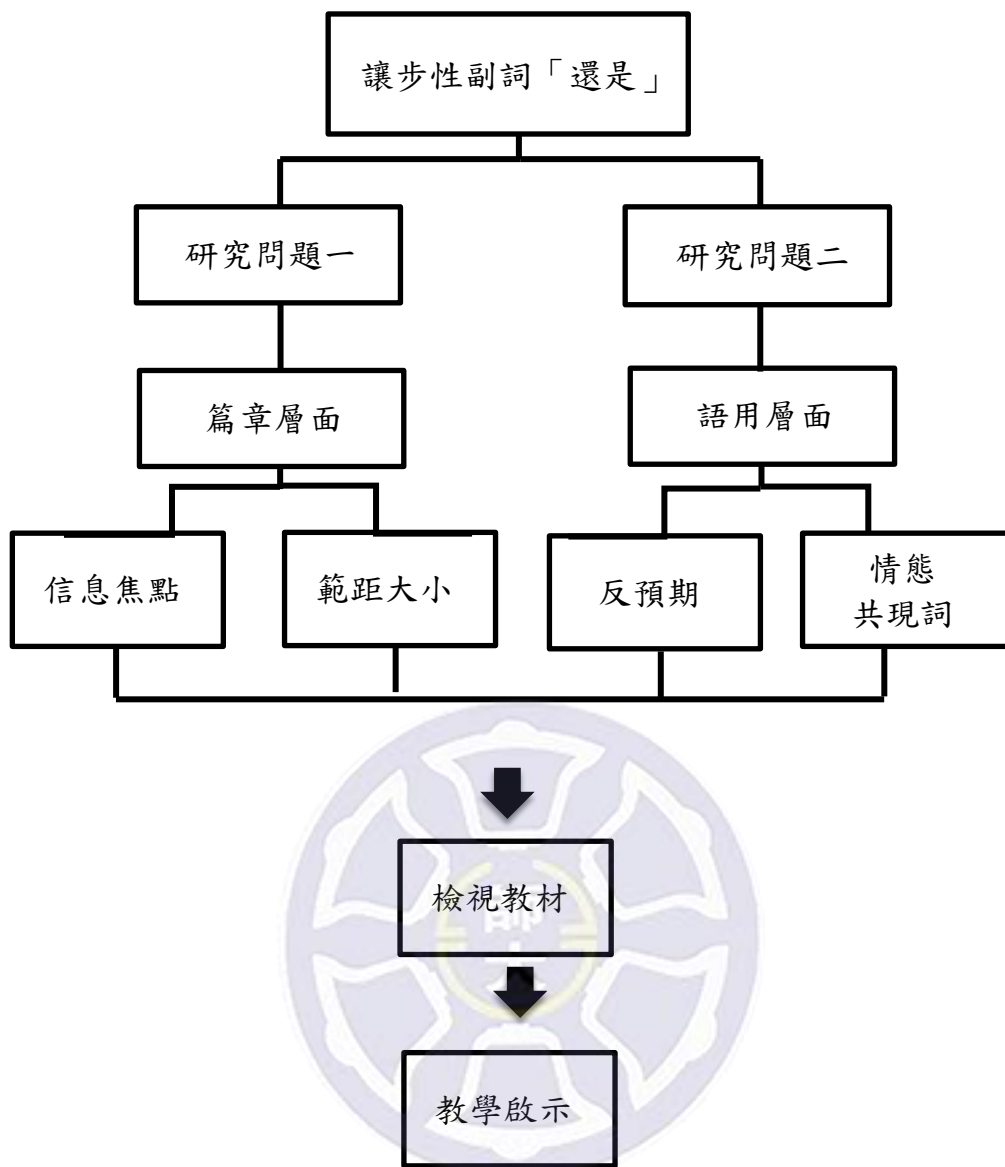 讓步性副詞「還是」
研究問題一
研究問題二
篇章層面
語用層面
信息焦點
範距大小
反預期
情態
共現詞
檢視教材
教學啟示